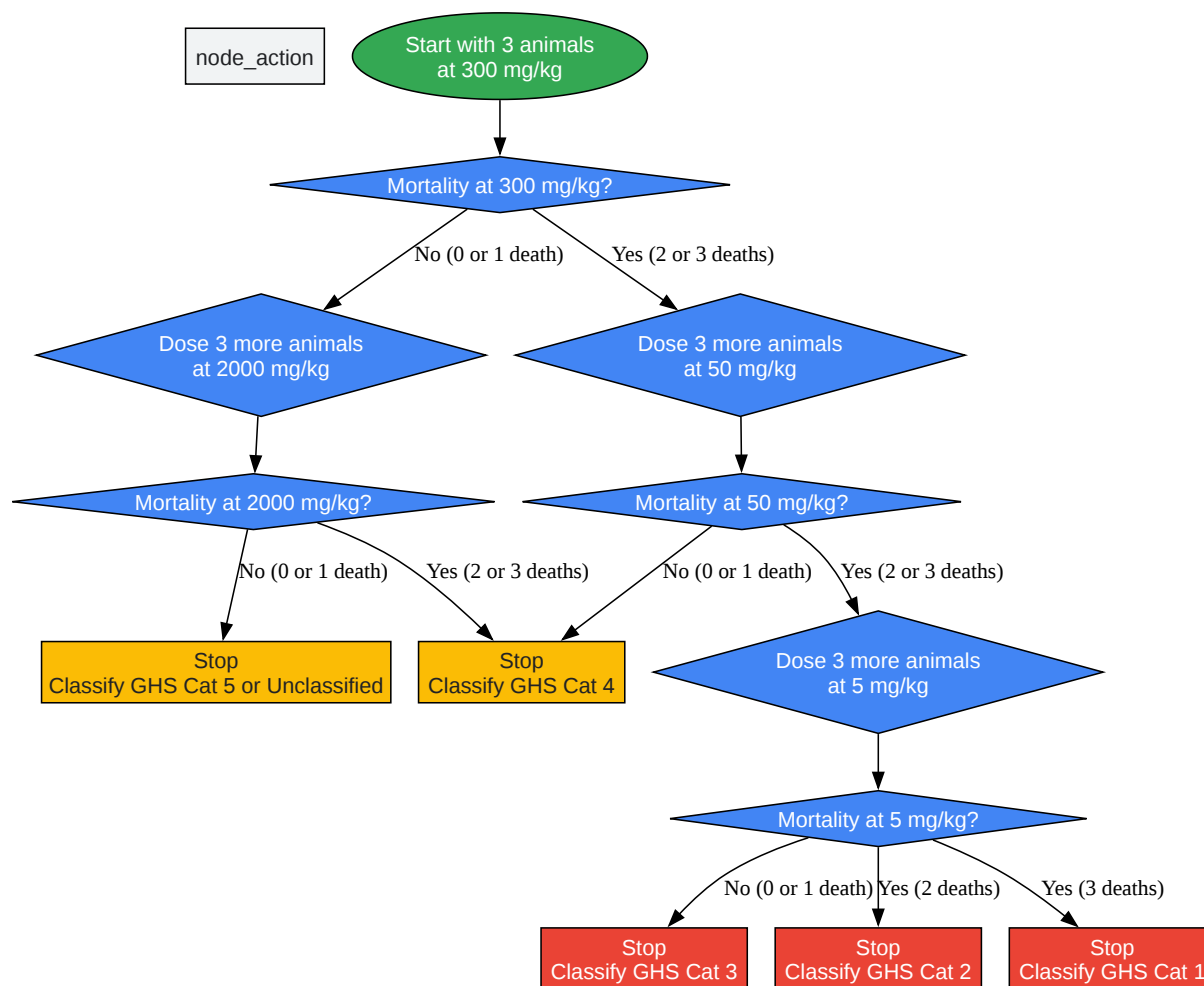 node_action
Start with 3 animals
at 300 mg/kg
Mortality at 300 mg/kg?
No (0 or 1 death)
Yes (2 or 3 deaths)
Dose 3 more animals
at 2000 mg/kg
Dose 3 more animals
at 50 mg/kg
Mortality at 2000 mg/kg?
Mortality at 50 mg/kg?
No (0 or 1 death)
Yes (2 or 3 deaths)
No (0 or 1 death)
Yes (2 or 3 deaths)
Stop
Classify GHS Cat 5 or Unclassified
Stop
Classify GHS Cat 4
Dose 3 more animals
at 5 mg/kg
Mortality at 5 mg/kg?
No (0 or 1 death)
Yes (2 deaths)
Yes (3 deaths)
Stop
Classify GHS Cat 3
Stop
Classify GHS Cat 2
Stop
Classify GHS Cat 1